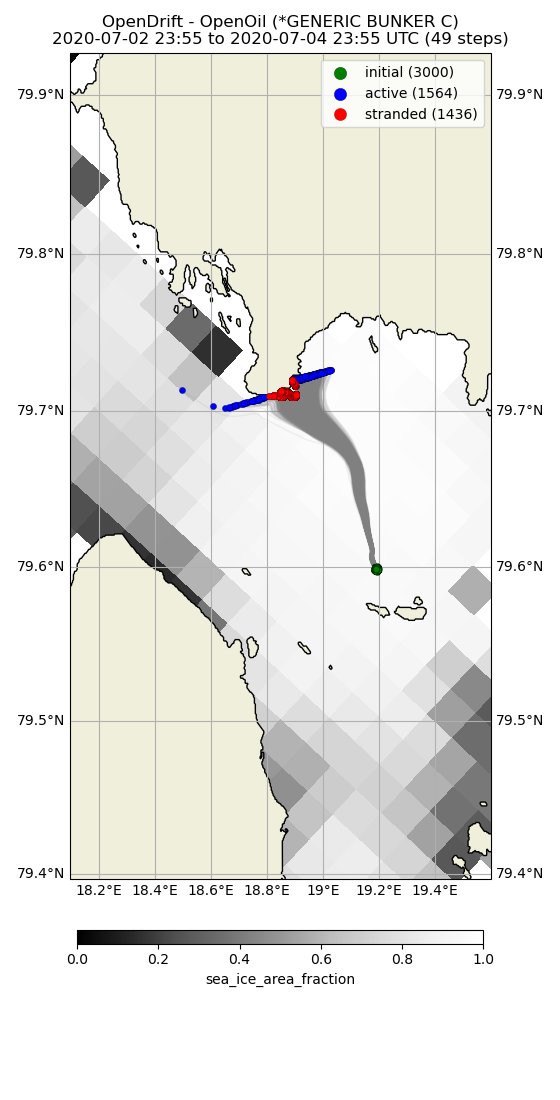 OpenDrift - OpenOil (*GENERIC BUNKER C)
2020-07-02 23:55 to 2020-07-04 23:55 UTC (49 steps)
initial (3000)
active (1564)
stranded (1436)
79.9°N 79.9°N
79.8°N 79.8°N
79.7°N 79.7°N
79.6°N 79.6°N
79.5°N 79.5°N
79.4°N 79.4°N
18.2°E 18.4°E 18.6°E 18.8°E 19°E 19.2°E 19.4°E
0.0 0.2 0.4 0.6 0.8 1.0
sea_ice_area_fraction